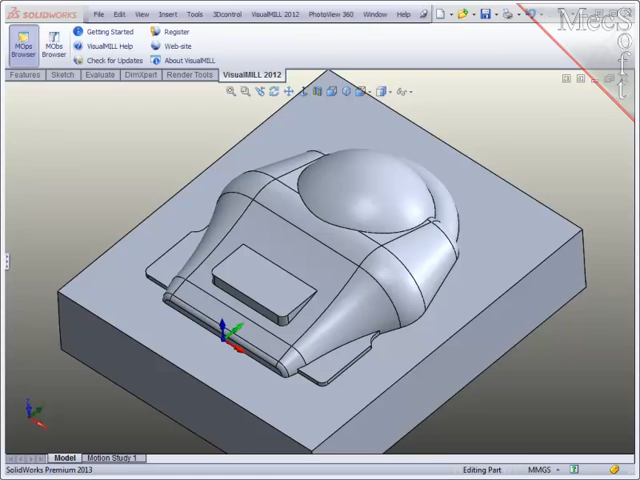 SOLIDWORKS File Edit View Insert Tools 3Dcontrol VisualMILL 2012 PhotoView 360 Window Help
MecSoft
MOps Browser
MObs Browser
Getting Started
VisualMILL Help
Check for Updates
Register
Web-site
About VisualMILL
Features Sketch Evaluate DimXpert Render Tools VisualMILL 2012
Model Motion Study 1
SolidWorks Premium 2013 Editing Part MMGS